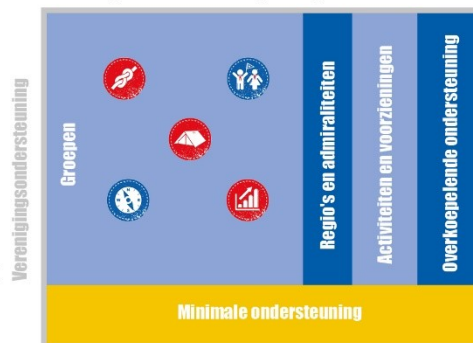 Verenigingsondersteuning
Groepen
Regio's en admiraliteiten
Activiteiten en voorzieningen
Overkoepelende ondersteuning
Minimale ondersteuning